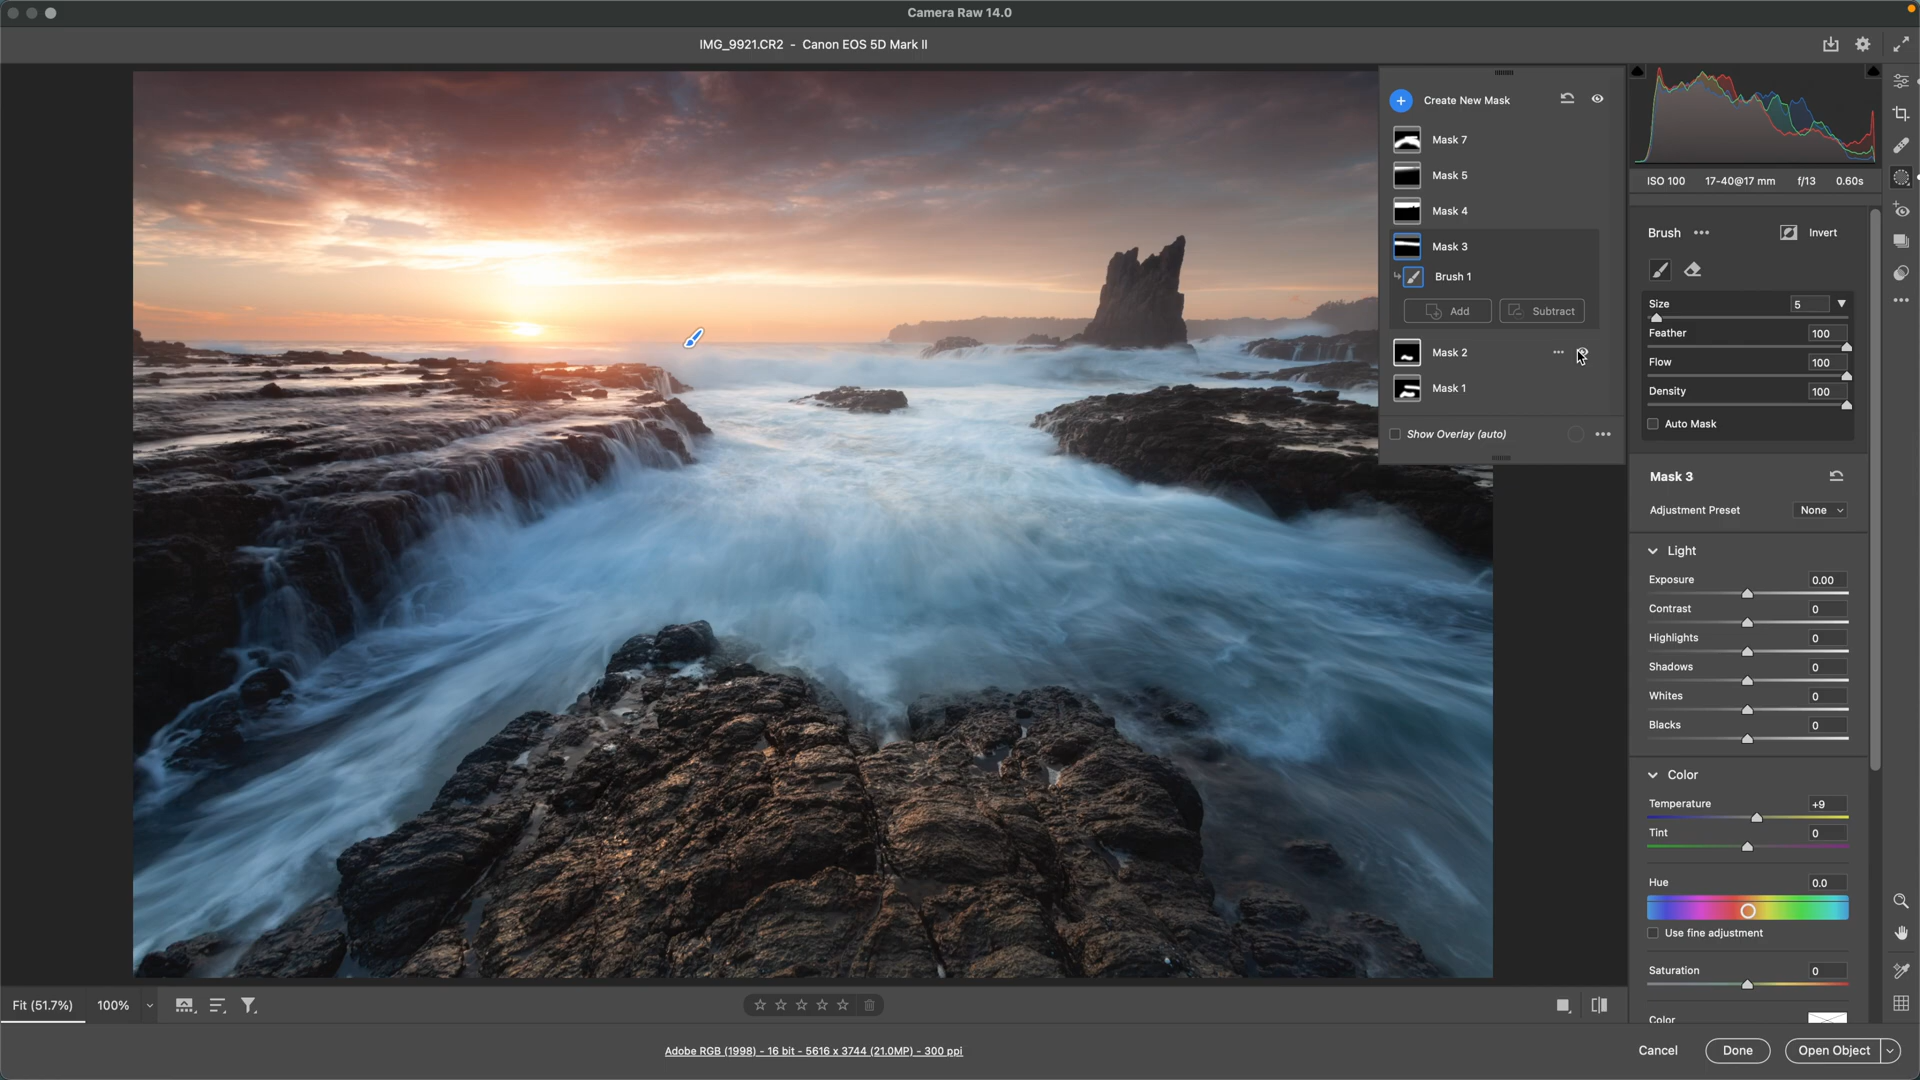 Camera Raw 14.0
IMG_9921.CR2 - Canon EOS 5D Mark II
Create New Mask
Mask 7
Mask 5
Mask 4
Mask 3
Brush 1
Add
Subtract
Mask 2
Mask 1
Show Overlay (auto)
ISO 100 17-40@17 mm f/13 0.60s
Brush
Invert
Size 5
Feather 100
Flow 100
Density 100
Auto Mask
Mask 3
Adjustment Preset None
Light
Exposure 0.00
Contrast 0
Highlights 0
Shadows 0
Whites 0
Blacks 0
Color
Temperature +9
Tint 0
Hue 0.0
Use fine adjustment
Saturation 0
Color
Fit (51.7%) 100%
Adobe RGB (1998) - 16 bit - 5616 x 3744 (21.0MP) - 300 ppi
Cancel
Done
Open Object